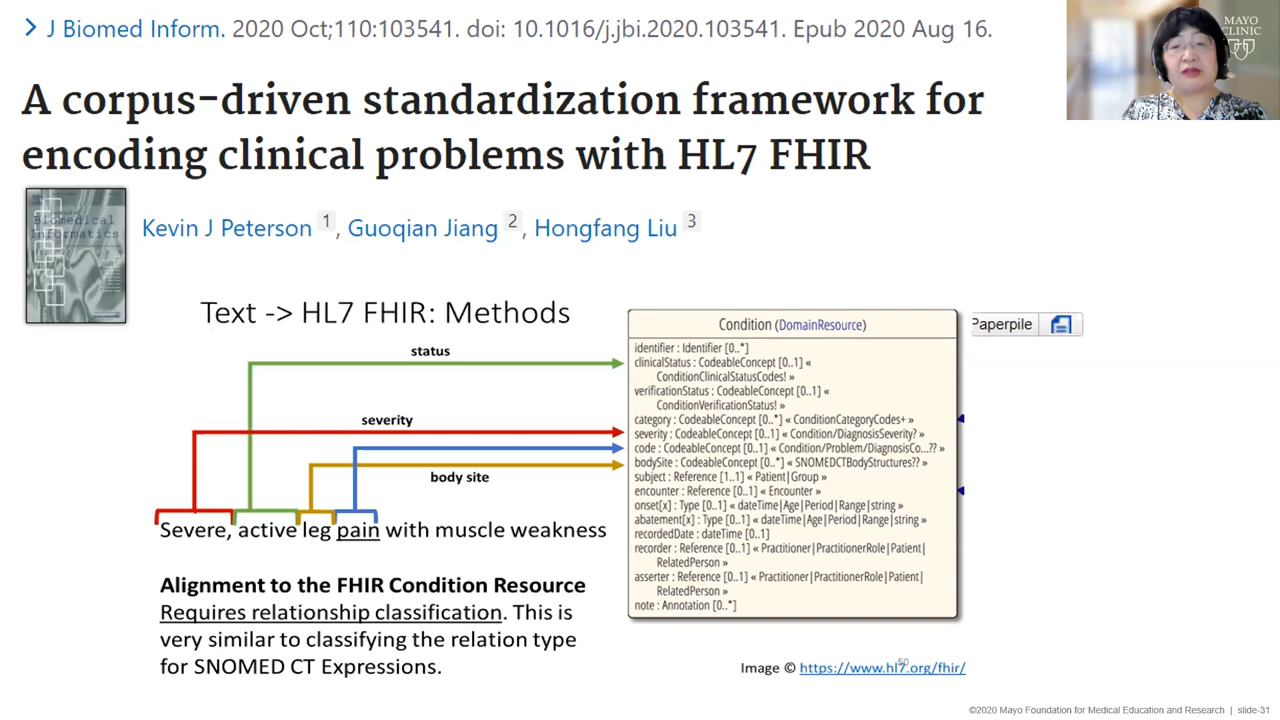 J Biomed Inform. 2020 Oct;110:103541. doi: 10.1016/j.jbi.2020.103541. Epub 2020 Aug 16.
MAYO
CLINIC
A corpus-driven standardization framework for
encoding clinical problems with HL7 FHIR
Biomedical
Informatics
Kevin J Peterson 1, Guoqian Jiang 2, Hongfang Liu 3
Text -> HL7 FHIR: Methods
status
severity
body site
Severe, active leg pain with muscle weakness
Alignment to the FHIR Condition Resource
Requires relationship classification. This is
very similar to classifying the relation type
for SNOMED CT Expressions.
Condition (DomainResource)
identifier : Identifier [0..*]
clinicalStatus : CodeableConcept [0..1] «
ConditionClinicalStatusCodes! »
verificationStatus : CodeableConcept [0..1] «
ConditionVerificationStatus! »
category : CodeableConcept [0..*] « ConditionCategoryCodes+ »
severity : CodeableConcept [0..1] « Condition/DiagnosisSeverity? »
code : CodeableConcept [0..1] « Condition/Problem/DiagnosisCo...?? »
bodySite : CodeableConcept [0..*] « SNOMEDCTBodyStructures?? »
subject : Reference [1..1] « Patient|Group »
encounter : Reference [0..1] « Encounter »
onset[x] : Type [0..1] « dateTime|Age|Period|Range|string »
abatement[x] : Type [0..1] « dateTime|Age|Period|Range|string »
recordedDate : dateTime [0..1]
recorder : Reference [0..1] « Practitioner|PractitionerRole|Patient|
RelatedPerson »
asserter : Reference [0..1] « Practitioner|PractitionerRole|Patient|
RelatedPerson »
note : Annotation [0..*]
Paperpile
50
Image © https://www.hl7.org/fhir/
©2020 Mayo Foundation for Medical Education and Research | slide-31